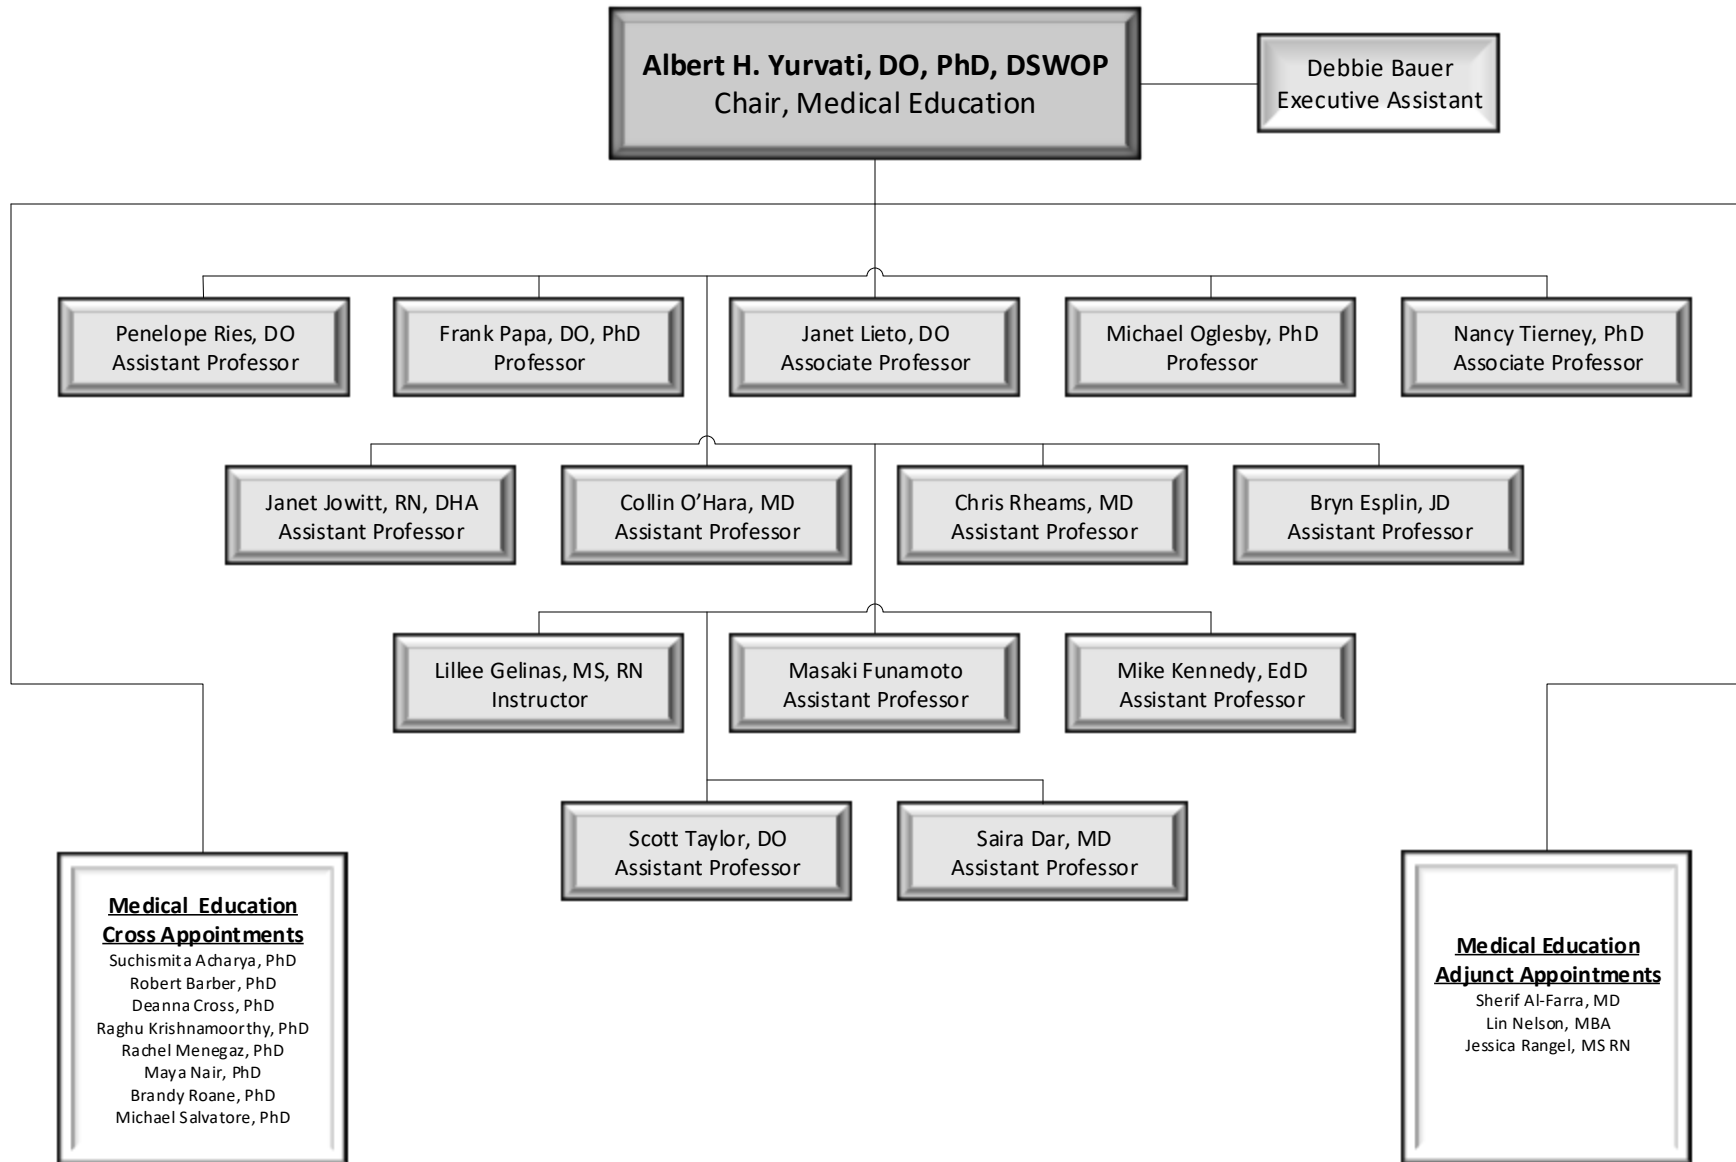 Albert H. Yurvati, DO, PhD, DSWOP
Chair, Medical Education
Debbie Bauer
Executive Assistant
Penelope Ries, DO
Assistant Professor
Frank Papa, DO, PhD
Professor
Janet Lieto, DO
Associate Professor
Michael Oglesby, PhD
Professor
Nancy Tierney, PhD
Associate Professor
Janet Jowitt, RN, DHA
Assistant Professor
Collin O’Hara, MD
Assistant Professor
Chris Rheams, MD
Assistant Professor
Bryn Esplin, JD
Assistant Professor
Lillee Gelinas, MS, RN
Instructor
Masaki Funamoto
Assistant Professor
Mike Kennedy, EdD
Assistant Professor
Scott Taylor, DO
Assistant Professor
Saira Dar, MD
Assistant Professor
Medical Education
Cross Appointments
Suchismita Acharya, PhD
Robert Barber, PhD
Deanna Cross, PhD
Raghu Krishnamoorthy, PhD
Rachel Menegaz, PhD
Maya Nair, PhD
Brandy Roane, PhD
Michael Salvatore, PhD
Medical Education
Adjunct Appointments
Sherif Al-Farra, MD
Lin Nelson, MBA
Jessica Rangel, MS RN